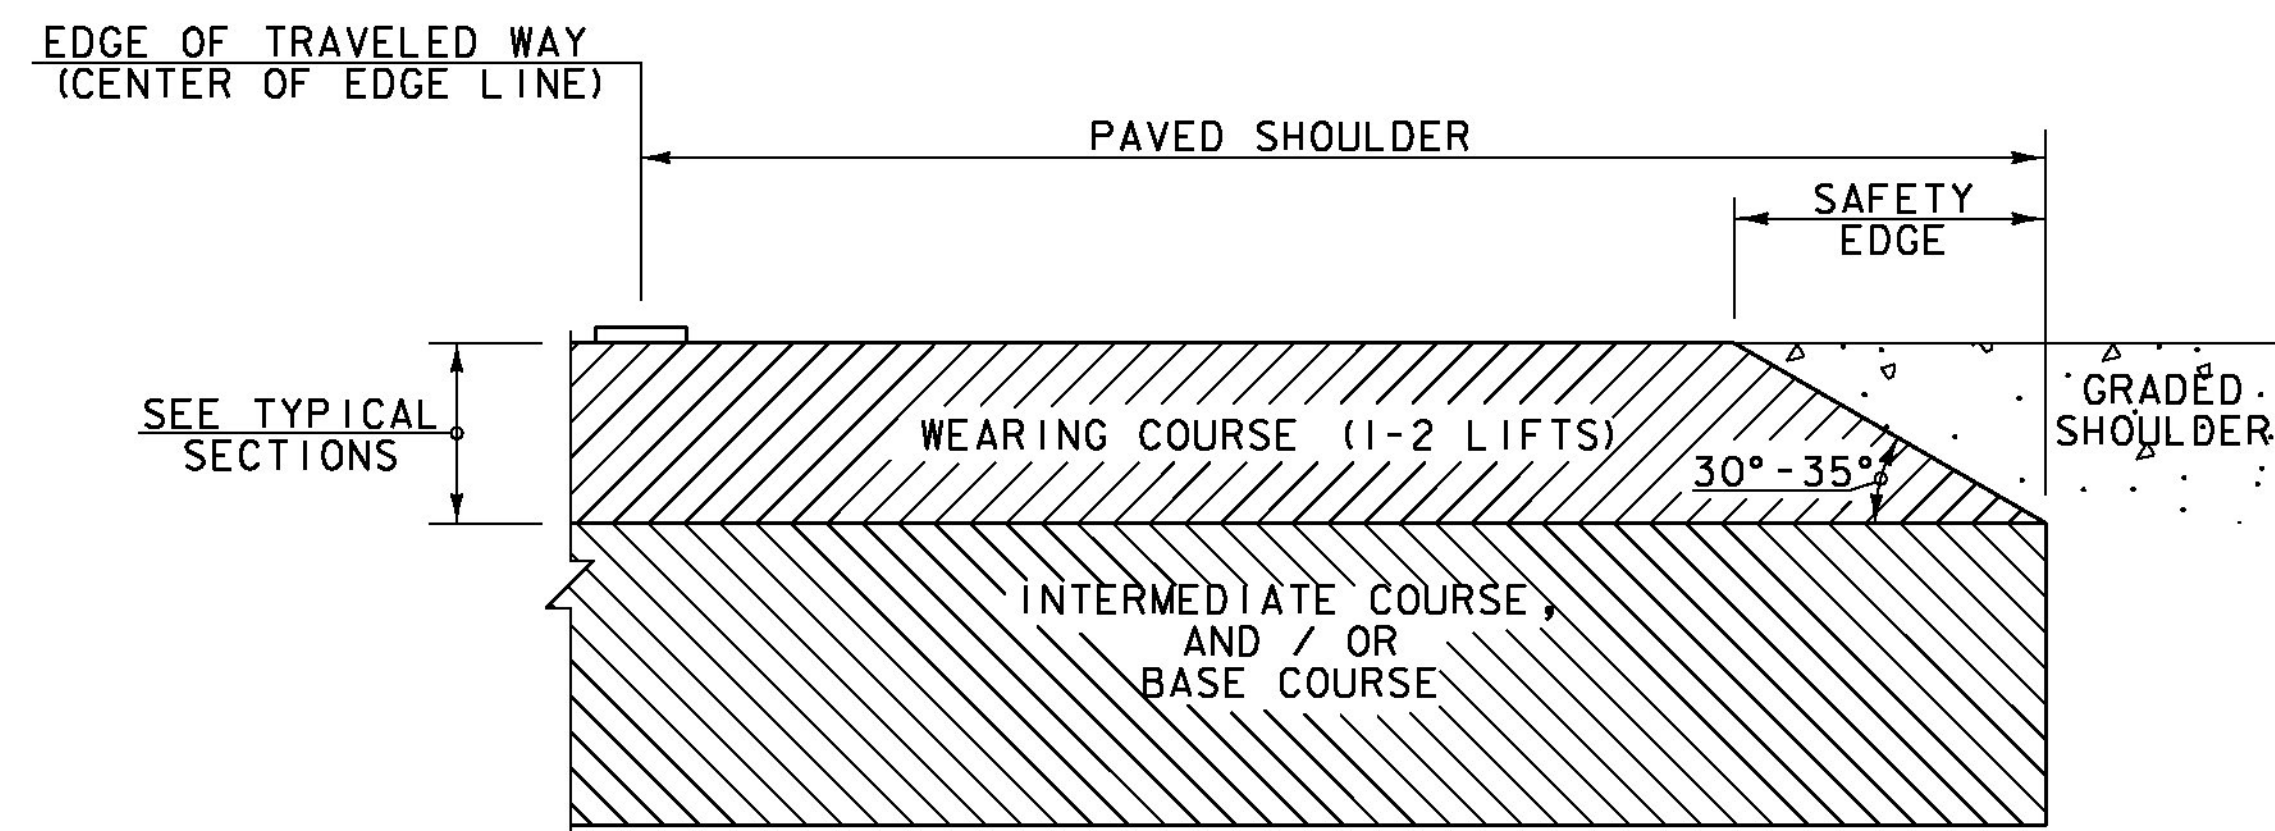 EDGE OF TRAVELED WAY
(CENTER OF EDGE LINE)
PAVED SHOULDER
SAFETY
EDGE
SEE TYPICAL
SECTIONS
WEARING COURSE (1-2 LIFTS)
30°-35°
GRADED
SHOULDER
INTERMEDIATE COURSE,
AND / OR
BASE COURSE